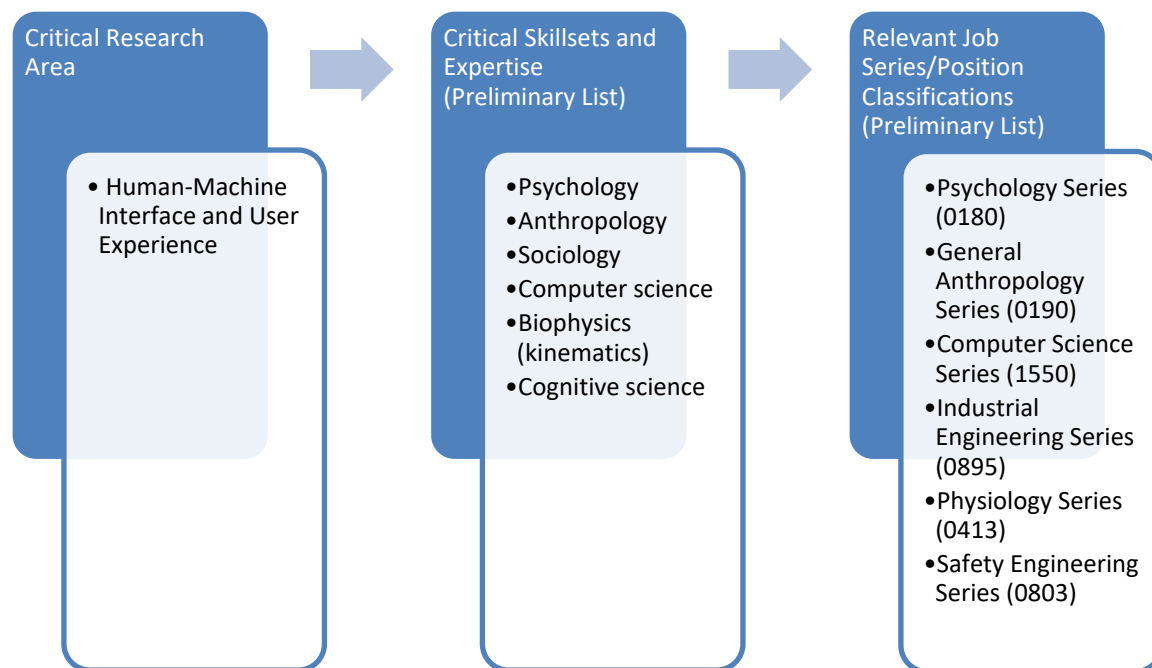 Critical Research
Area
• Human-Machine
Interface and User
Experience
Critical Skillsets and
Expertise
(Preliminary List)
•Psychology
•Anthropology
•Sociology
•Computer science
•Biophysics
(kinematics)
•Cognitive science
Relevant Job
Series/Position
Classifications
(Preliminary List)
•Psychology Series
(0180)
•General
Anthropology
Series (0190)
•Computer Science
Series (1550)
•Industrial
Engineering Series
(0895)
•Physiology Series
(0413)
•Safety Engineering
Series (0803)